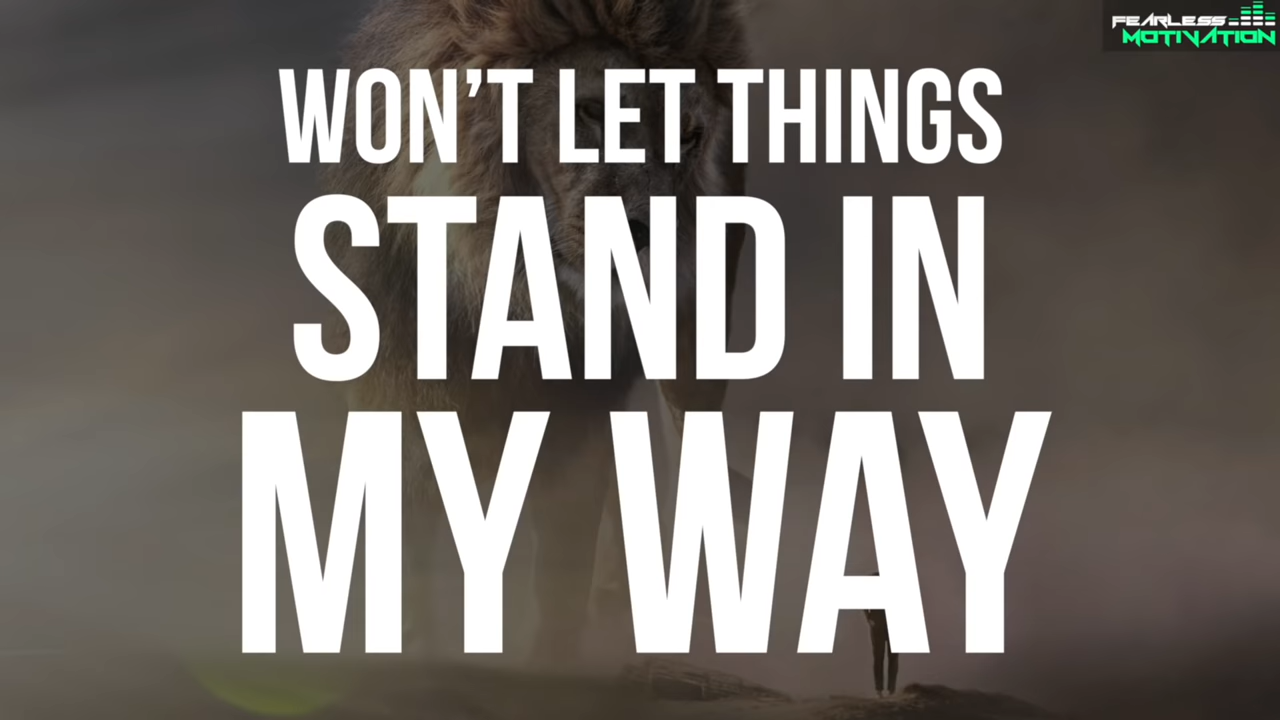 FEARLESS
MOTIVATION
WON’T LET THINGS
STAND IN
MY WAY